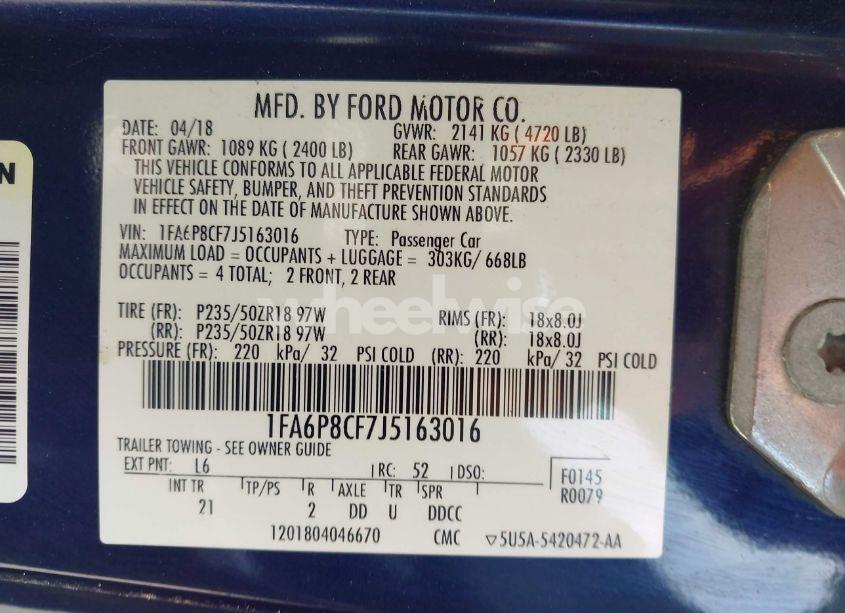 MFD. BY FORD MOTOR CO.
DATE: 04/18 GVWR: 2141 KG ( 4720 LB)
FRONT GAWR: 1089 KG ( 2400 LB) REAR GAWR: 1057 KG ( 2330 LB)
THIS VEHICLE CONFORMS TO ALL APPLICABLE FEDERAL MOTOR
VEHICLE SAFETY, BUMPER, AND THEFT PREVENTION STANDARDS
IN EFFECT ON THE DATE OF MANUFACTURE SHOWN ABOVE.
VIN: 1FA6P8CF7J5163016 TYPE: Passenger Car
MAXIMUM LOAD = OCCUPANTS + LUGGAGE = 303KG/ 668LB
OCCUPANTS = 4 TOTAL; 2 FRONT, 2 REAR
wheelwise
TIRE (FR): P235/50ZR18 97W RIMS (FR): 18x8.0J
(RR): P235/50ZR18 97W (RR): 18x8.0J
PRESSURE (FR): 220 kPa/ 32 PSI COLD (RR): 220 kPa/ 32 PSI COLD
1FA6P8CF7J5163016
TRAILER TOWING - SEE OWNER GUIDE
EXT PNT: L6 RC: 52 DSO: F0145
R0079
INT TR TP/PS R AXLE TR SPR
21 2 DD U DDCC
1201804046670 CMC ▽5U5A-5420472-AA
N